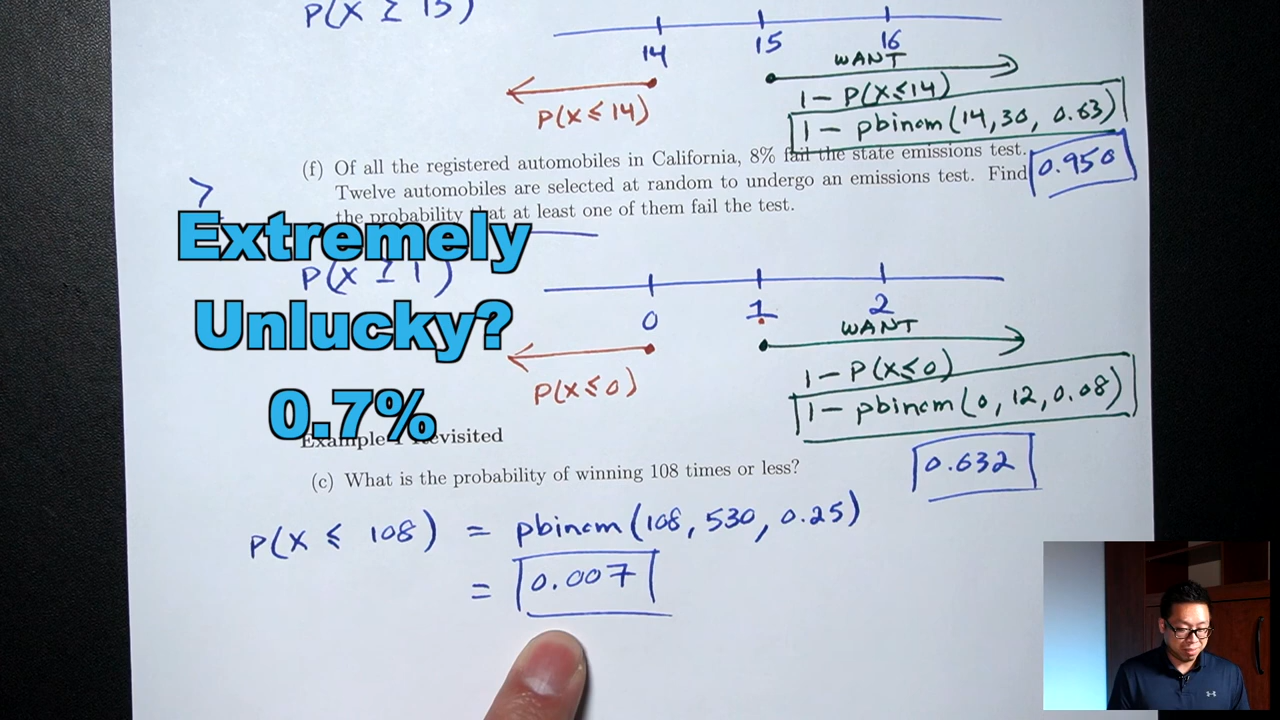 P(X ≥ 15)
14 15 16
WANT
P(X ≤ 14)
1 - P(X ≤ 14)
1 - pbinom(14, 30, 0.63)
0.950
(f) Of all the registered automobiles in California, 8% fail the state emissions test.
Twelve automobiles are selected at random to undergo an emissions test. Find
the probability that at least one of them fail the test.
>
Extremely
Unlucky?
0.7%
P(X ≥ 1)
0 1 2
WANT
P(X ≤ 0)
1 - P(X ≤ 0)
1 - pbinom(0, 12, 0.08)
0.632
Example 1 Revisited
(c) What is the probability of winning 108 times or less?
P(X ≤ 108) = pbinom(108, 530, 0.25)
= 0.007